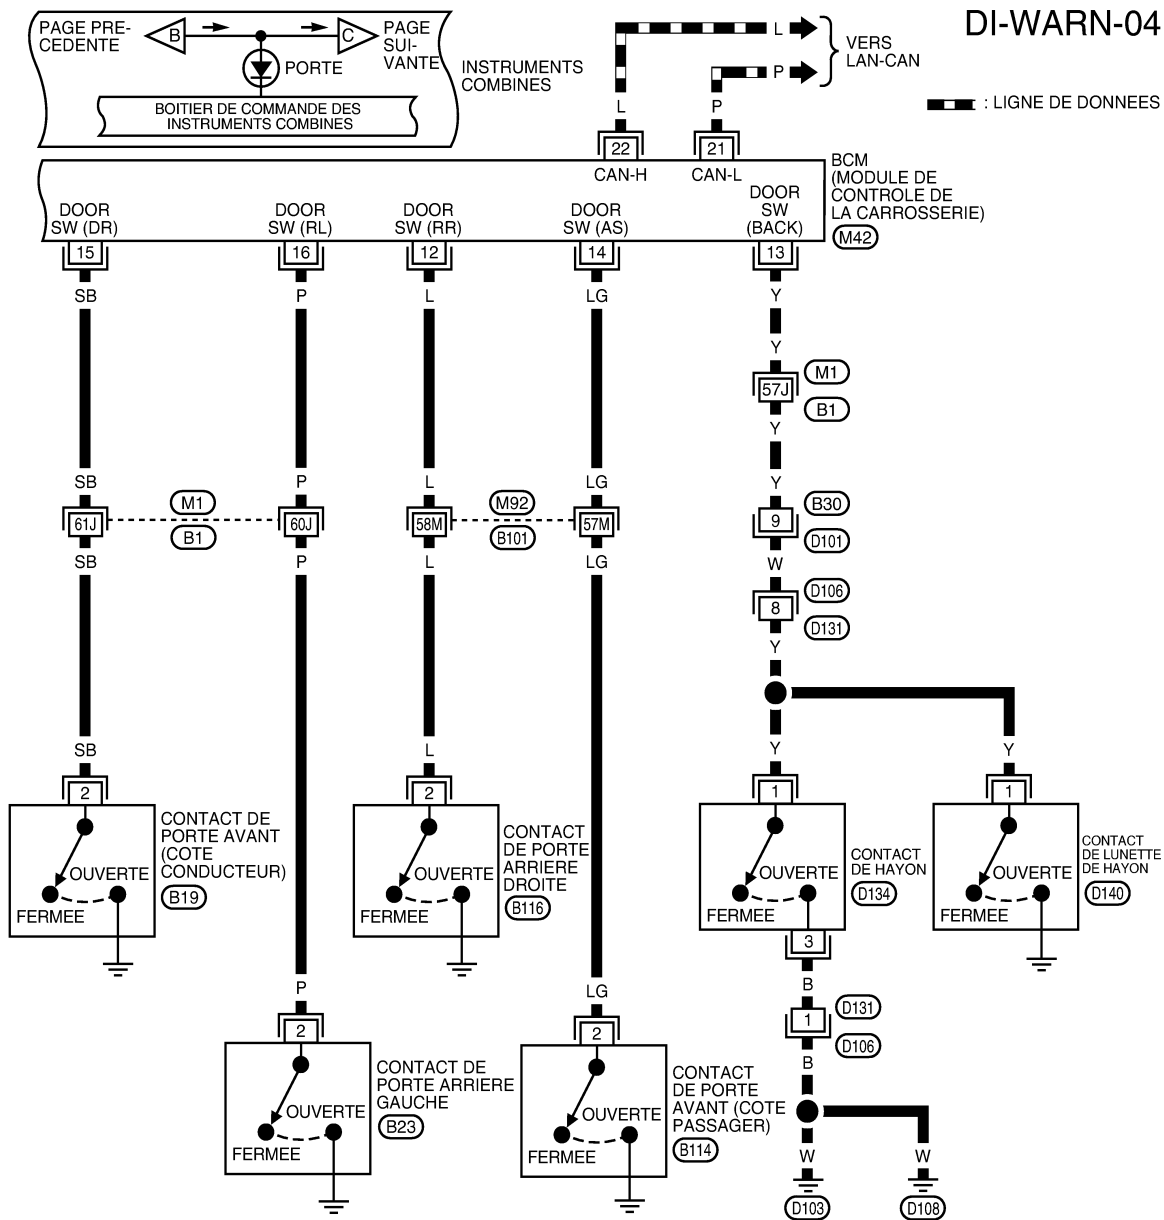 DI-WARN-04
PAGE PRE-
CEDENTE
B
C
PAGE
SUI-
VANTE
PORTE
INSTRUMENTS
COMBINES
BOITIER DE COMMANDE DES
INSTRUMENTS COMBINES
L
P
VERS
LAN-CAN
: LIGNE DE DONNEES
L
P
22
21
CAN-H
CAN-L
BCM
(MODULE DE
CONTROLE DE
LA CARROSSERIE)
M42
DOOR
SW (DR)
DOOR
SW (RL)
DOOR
SW (RR)
DOOR
SW (AS)
DOOR
SW
(BACK)
15
16
12
14
13
SB
P
L
LG
Y
Y
57J
M1
B1
Y
SB
P
L
LG
Y
61J
M1
B1
60J
58M
M92
B101
57M
9
B30
D101
SB
P
L
LG
W
8
D106
D131
Y
SB
L
Y
Y
2
2
1
1
CONTACT DE
PORTE AVANT
(COTE
CONDUCTEUR)
B19
OUVERTE
FERMEE
CONTACT
DE PORTE
ARRIERE
DROITE
B116
OUVERTE
FERMEE
CONTACT
DE HAYON
D134
OUVERTE
FERMEE
CONTACT
DE LUNETTE
DE HAYON
D140
OUVERTE
FERMEE
3
P
LG
B
2
2
1
D131
D106
B
CONTACT DE
PORTE ARRIERE
GAUCHE
B23
OUVERTE
FERMEE
CONTACT
DE PORTE
AVANT (COTE
PASSAGER)
B114
OUVERTE
FERMEE
W
W
D103
D108